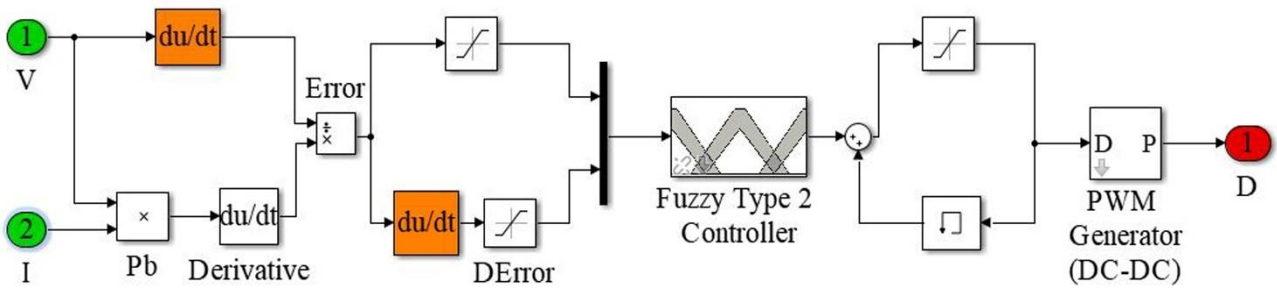 1
V
du/dt
Error
÷
×
2
I
×
Pb
du/dt
Derivative
du/dt
DError
Fuzzy Type 2
Controller
++
D P
PWM
Generator
(DC-DC)
1
D